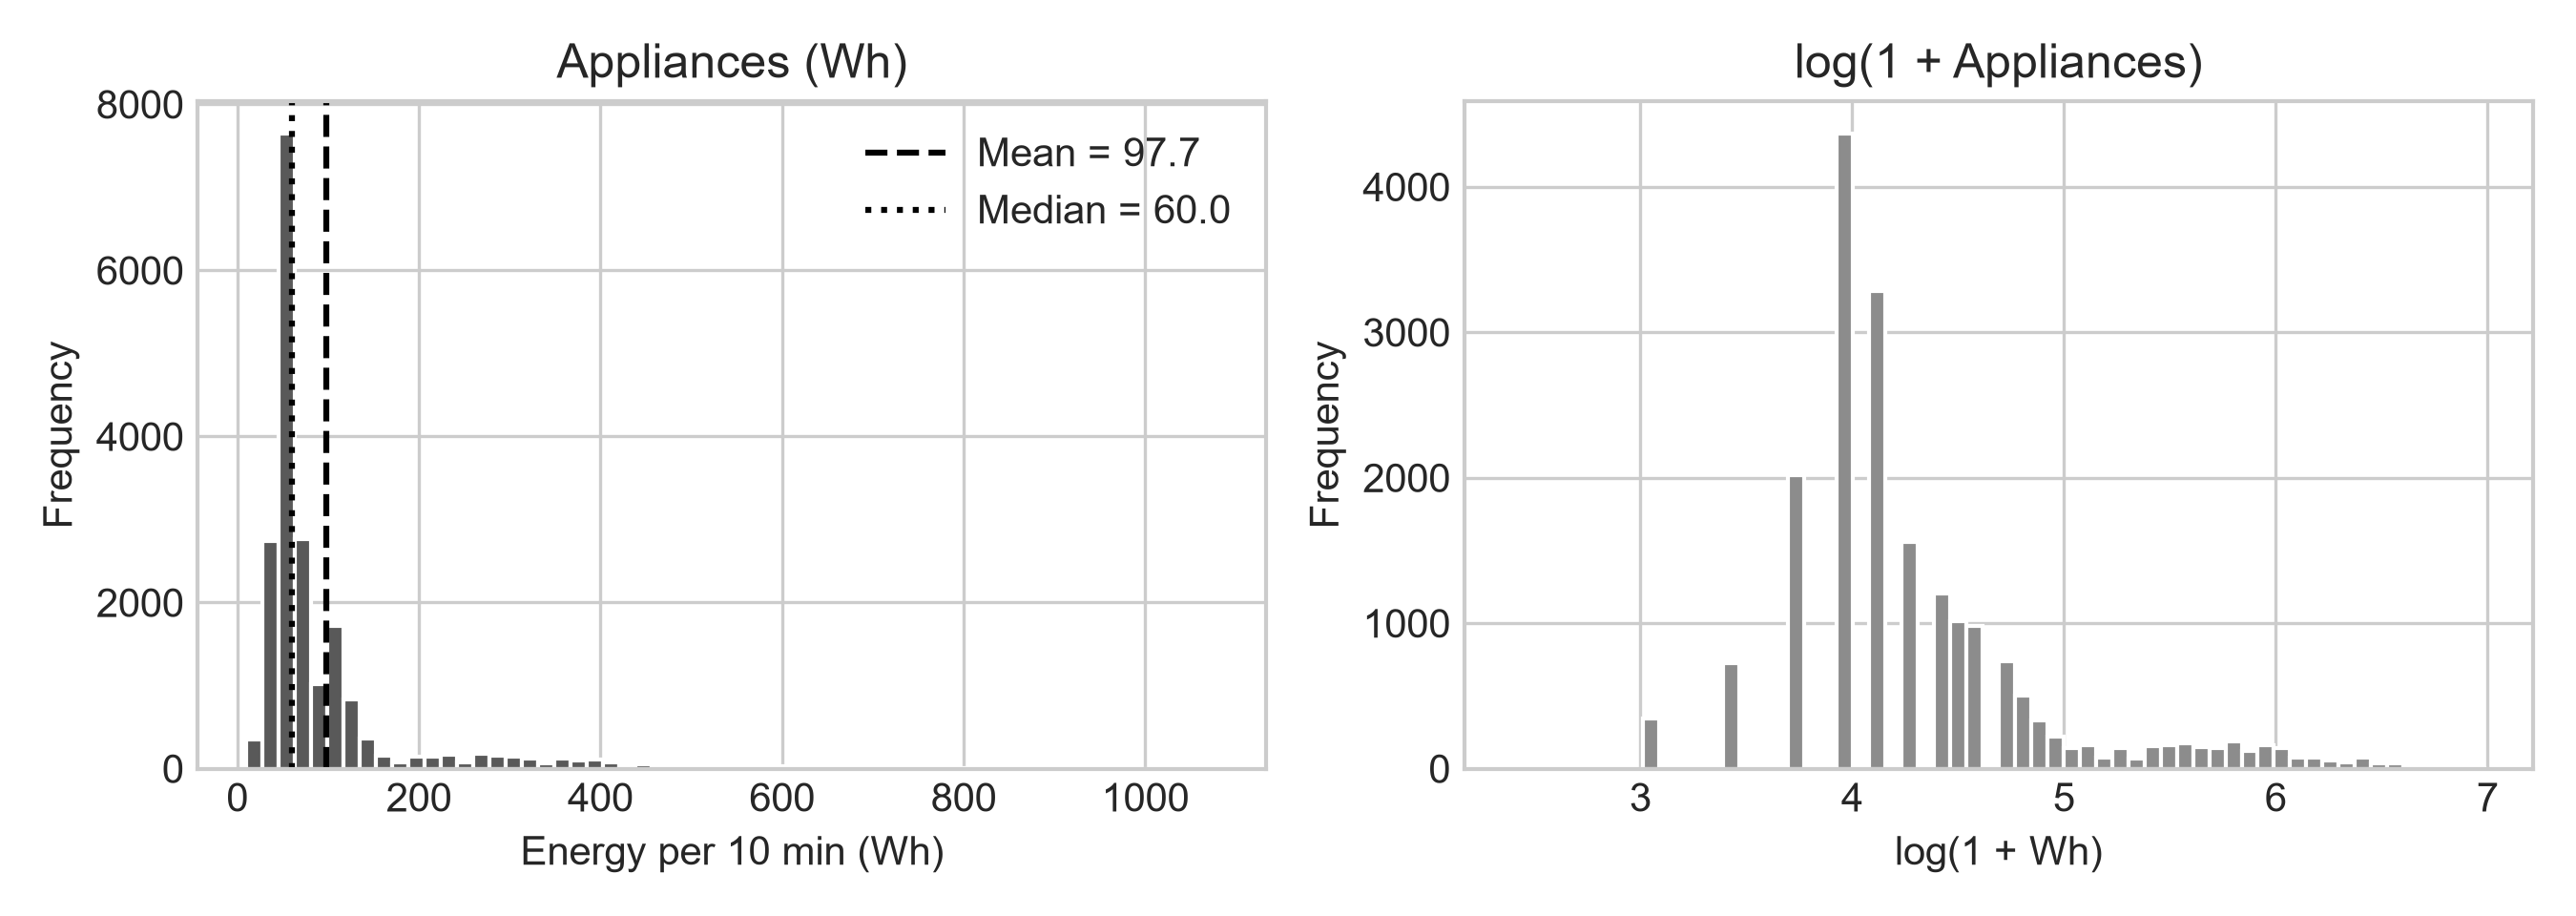 Appliances (Wh)
8000
6000
4000
2000
0
Frequency
Mean = 97.7
Median = 60.0
0 200 400 600 800 1000
Energy per 10 min (Wh)
log(1 + Appliances)
4000
3000
2000
1000
0
Frequency
3 4 5 6 7
log(1 + Wh)